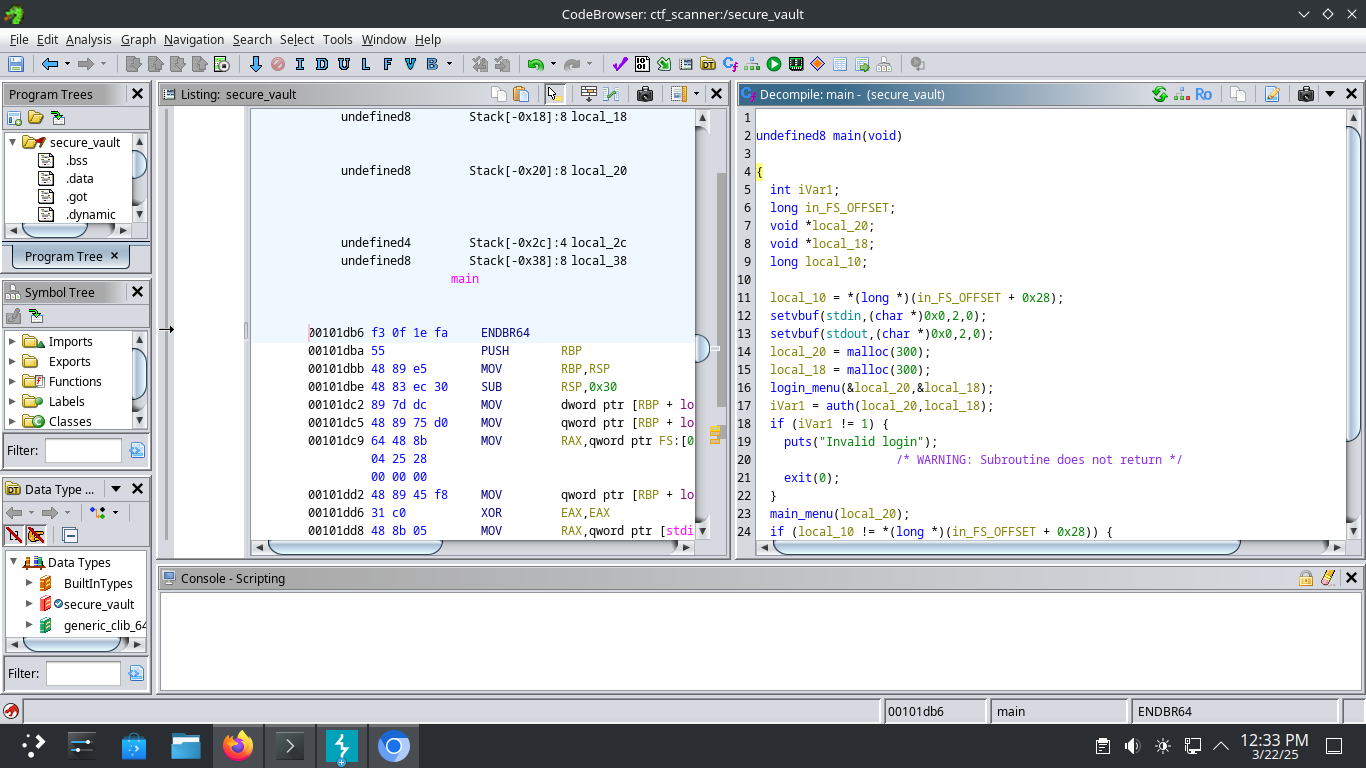 CodeBrowser: ctf_scanner:/secure_vault
File Edit Analysis Graph Navigation Search Select Tools Window Help
I D U L F V B
Program Trees
secure_vault
.bss
.data
.got
.dynamic
Program Tree
Symbol Tree
Imports
Exports
Functions
Labels
Classes
Filter:
Data Type ...
Data Types
BuiltInTypes
secure_vault
generic_clib_64
Filter:
Listing: secure_vault
undefined8 Stack[-0x18]:8 local_18
undefined8 Stack[-0x20]:8 local_20
undefined4 Stack[-0x2c]:4 local_2c
undefined8 Stack[-0x38]:8 local_38
main
00101db6 f3 0f 1e fa ENDBR64
00101dba 55 PUSH RBP
00101dbb 48 89 e5 MOV RBP,RSP
00101dbe 48 83 ec 30 SUB RSP,0x30
00101dc2 89 7d dc MOV dword ptr [RBP + lo
00101dc5 48 89 75 d0 MOV qword ptr [RBP + lo
00101dc9 64 48 8b MOV RAX,qword ptr FS:[0
04 25 28
00 00 00
00101dd2 48 89 45 f8 MOV qword ptr [RBP + lo
00101dd6 31 c0 XOR EAX,EAX
00101dd8 48 8b 05 MOV RAX,qword ptr [stdi
Decompile: main - (secure_vault)
Ro
1
2 undefined8 main(void)
3
4 {
5 int iVar1;
6 long in_FS_OFFSET;
7 void *local_20;
8 void *local_18;
9 long local_10;
10
11 local_10 = *(long *)(in_FS_OFFSET + 0x28);
12 setvbuf(stdin,(char *)0x0,2,0);
13 setvbuf(stdout,(char *)0x0,2,0);
14 local_20 = malloc(300);
15 local_18 = malloc(300);
16 login_menu(&local_20,&local_18);
17 iVar1 = auth(local_20,local_18);
18 if (iVar1 != 1) {
19 puts("Invalid login");
20 /* WARNING: Subroutine does not return */
21 exit(0);
22 }
23 main_menu(local_20);
24 if (local_10 != *(long *)(in_FS_OFFSET + 0x28)) {
Console - Scripting
00101db6 main ENDBR64
12:33 PM
3/22/25